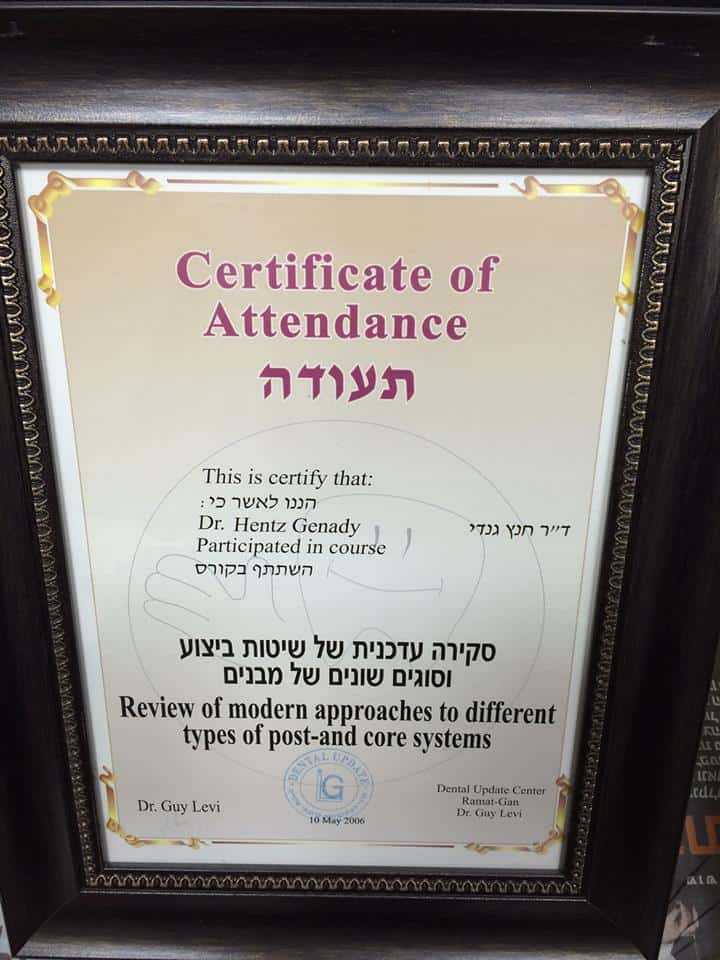 Certificate of
Attendance
תעודה
This is certify that:
הננו לאשר כי:
Dr. Hentz Genady
ד״ר חנץ גנדי
Participated in course
השתתף בקורס
סקירה עדכנית של שיטות ביצוע
וסוגים שונים של מבנים
Review of modern approaches to different
types of post-and core systems
DENTAL UPDATE
G
Dr. Guy Levi
10 May 2006
Dental Update Center
Ramat-Gan
Dr. Guy Levi